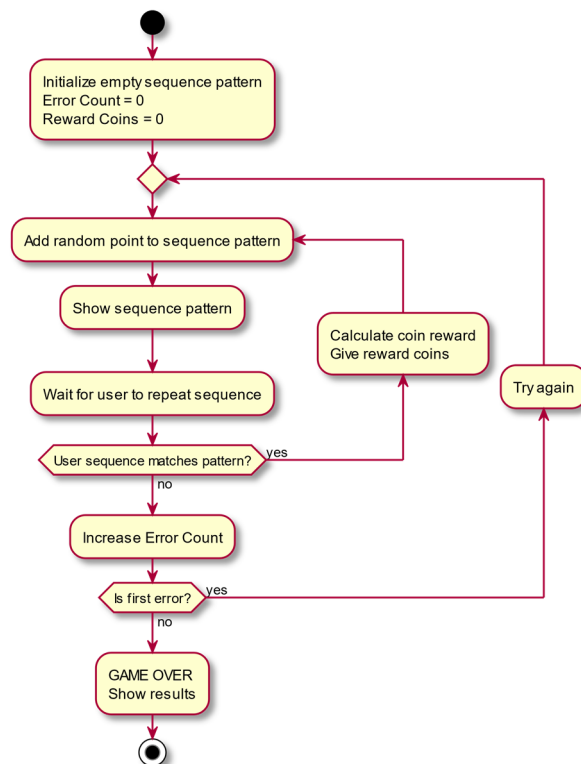 Initialize empty sequence pattern
Error Count = 0
Reward Coins = 0
Add random point to sequence pattern
Show sequence pattern
Calculate coin reward
Give reward coins
Try again
Wait for user to repeat sequence
User sequence matches pattern?
yes
no
Increase Error Count
Is first error?
yes
no
GAME OVER
Show results